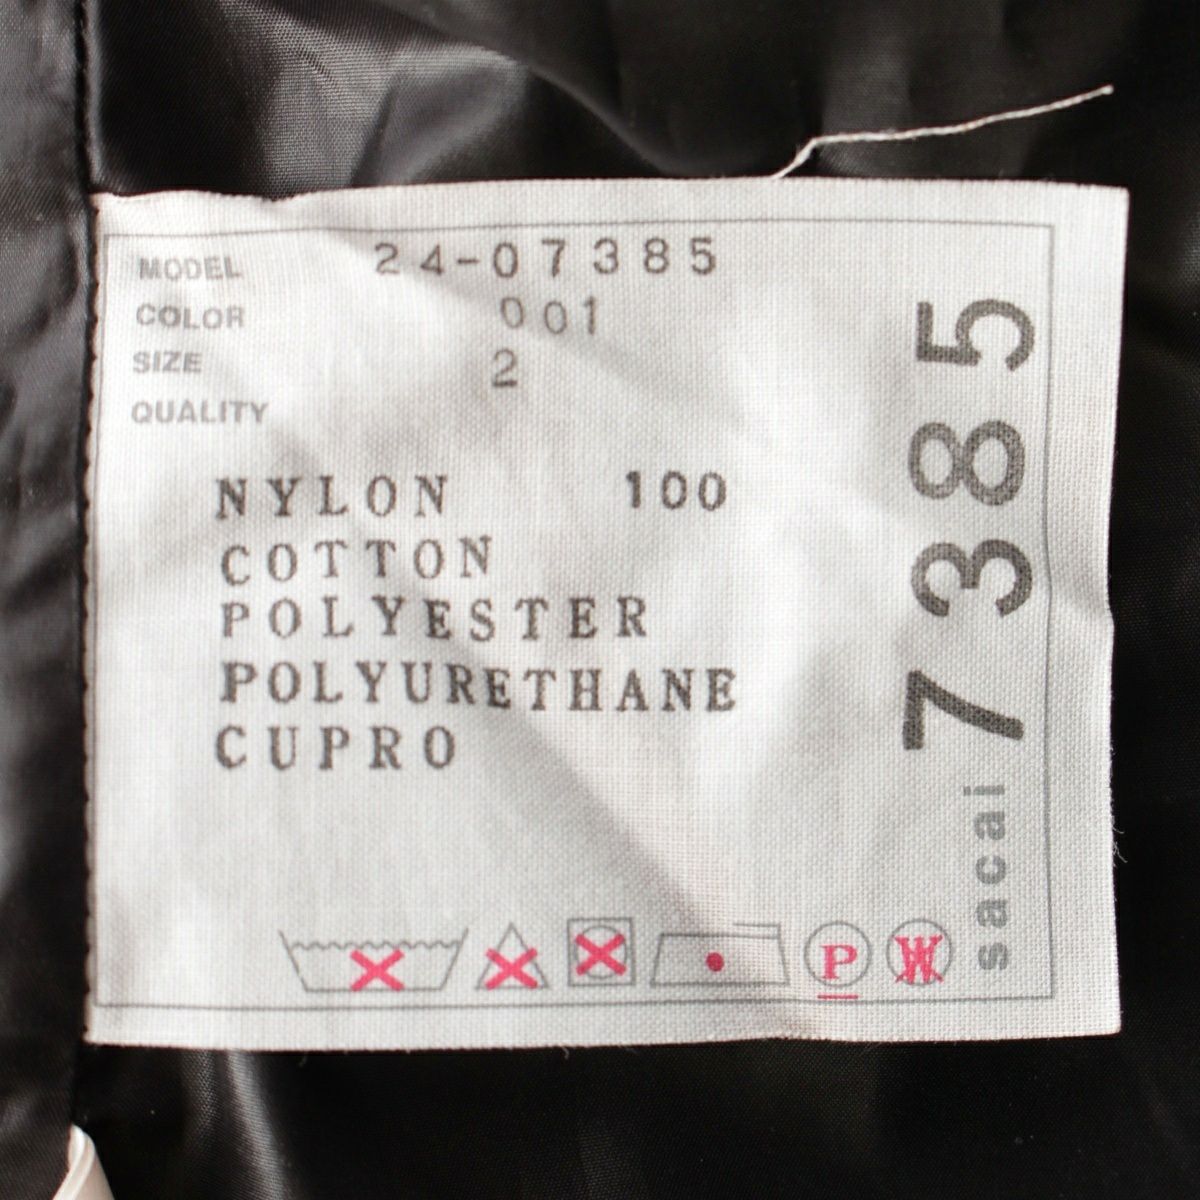 MODEL 24-07385
COLOR 001
SIZE 2
QUALITY
NYLON 100
COTTON
POLYESTER
POLYURETHANE
CUPRO
P
W
sacai 7385